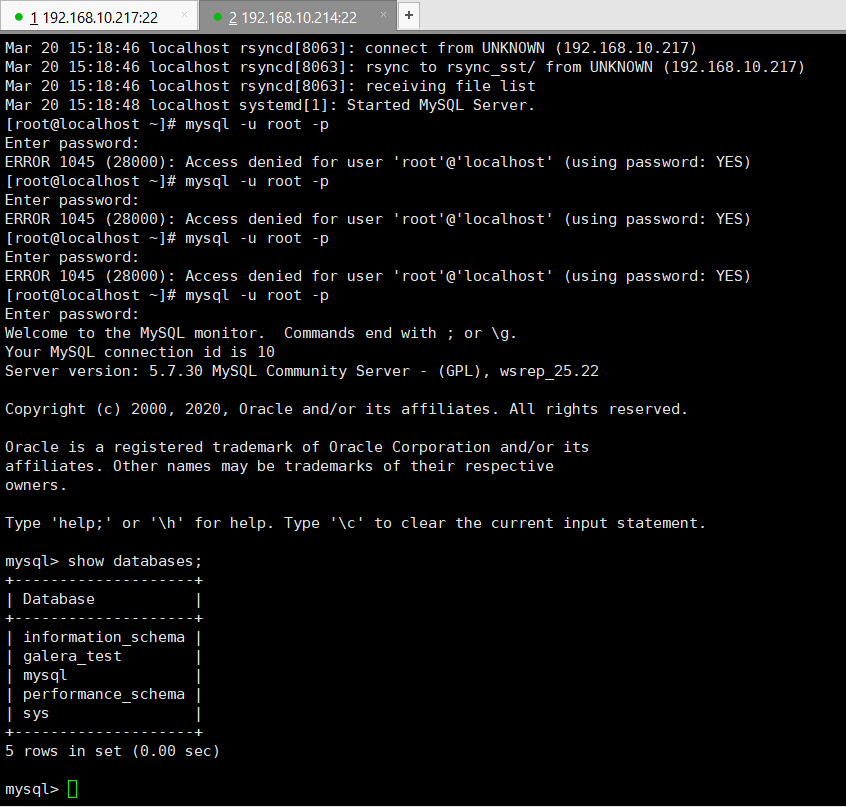 1 192.168.10.217:22 × 2 192.168.10.214:22 × +
Mar 20 15:18:46 localhost rsyncd[8063]: connect from UNKNOWN (192.168.10.217)
Mar 20 15:18:46 localhost rsyncd[8063]: rsync to rsync_sst/ from UNKNOWN (192.168.10.217)
Mar 20 15:18:46 localhost rsyncd[8063]: receiving file list
Mar 20 15:18:48 localhost systemd[1]: Started MySQL Server.
[root@localhost ~]# mysql -u root -p
Enter password:
ERROR 1045 (28000): Access denied for user 'root'@'localhost' (using password: YES)
[root@localhost ~]# mysql -u root -p
Enter password:
ERROR 1045 (28000): Access denied for user 'root'@'localhost' (using password: YES)
[root@localhost ~]# mysql -u root -p
Enter password:
ERROR 1045 (28000): Access denied for user 'root'@'localhost' (using password: YES)
[root@localhost ~]# mysql -u root -p
Enter password:
Welcome to the MySQL monitor.  Commands end with ; or \g.
Your MySQL connection id is 10
Server version: 5.7.30 MySQL Community Server - (GPL), wsrep_25.22

Copyright (c) 2000, 2020, Oracle and/or its affiliates. All rights reserved.

Oracle is a registered trademark of Oracle Corporation and/or its
affiliates. Other names may be trademarks of their respective
owners.

Type 'help;' or '\h' for help. Type '\c' to clear the current input statement.

mysql> show databases;
+--------------------+
| Database           |
+--------------------+
| information_schema |
| galera_test        |
| mysql              |
| performance_schema |
| sys                |
+--------------------+
5 rows in set (0.00 sec)

mysql>